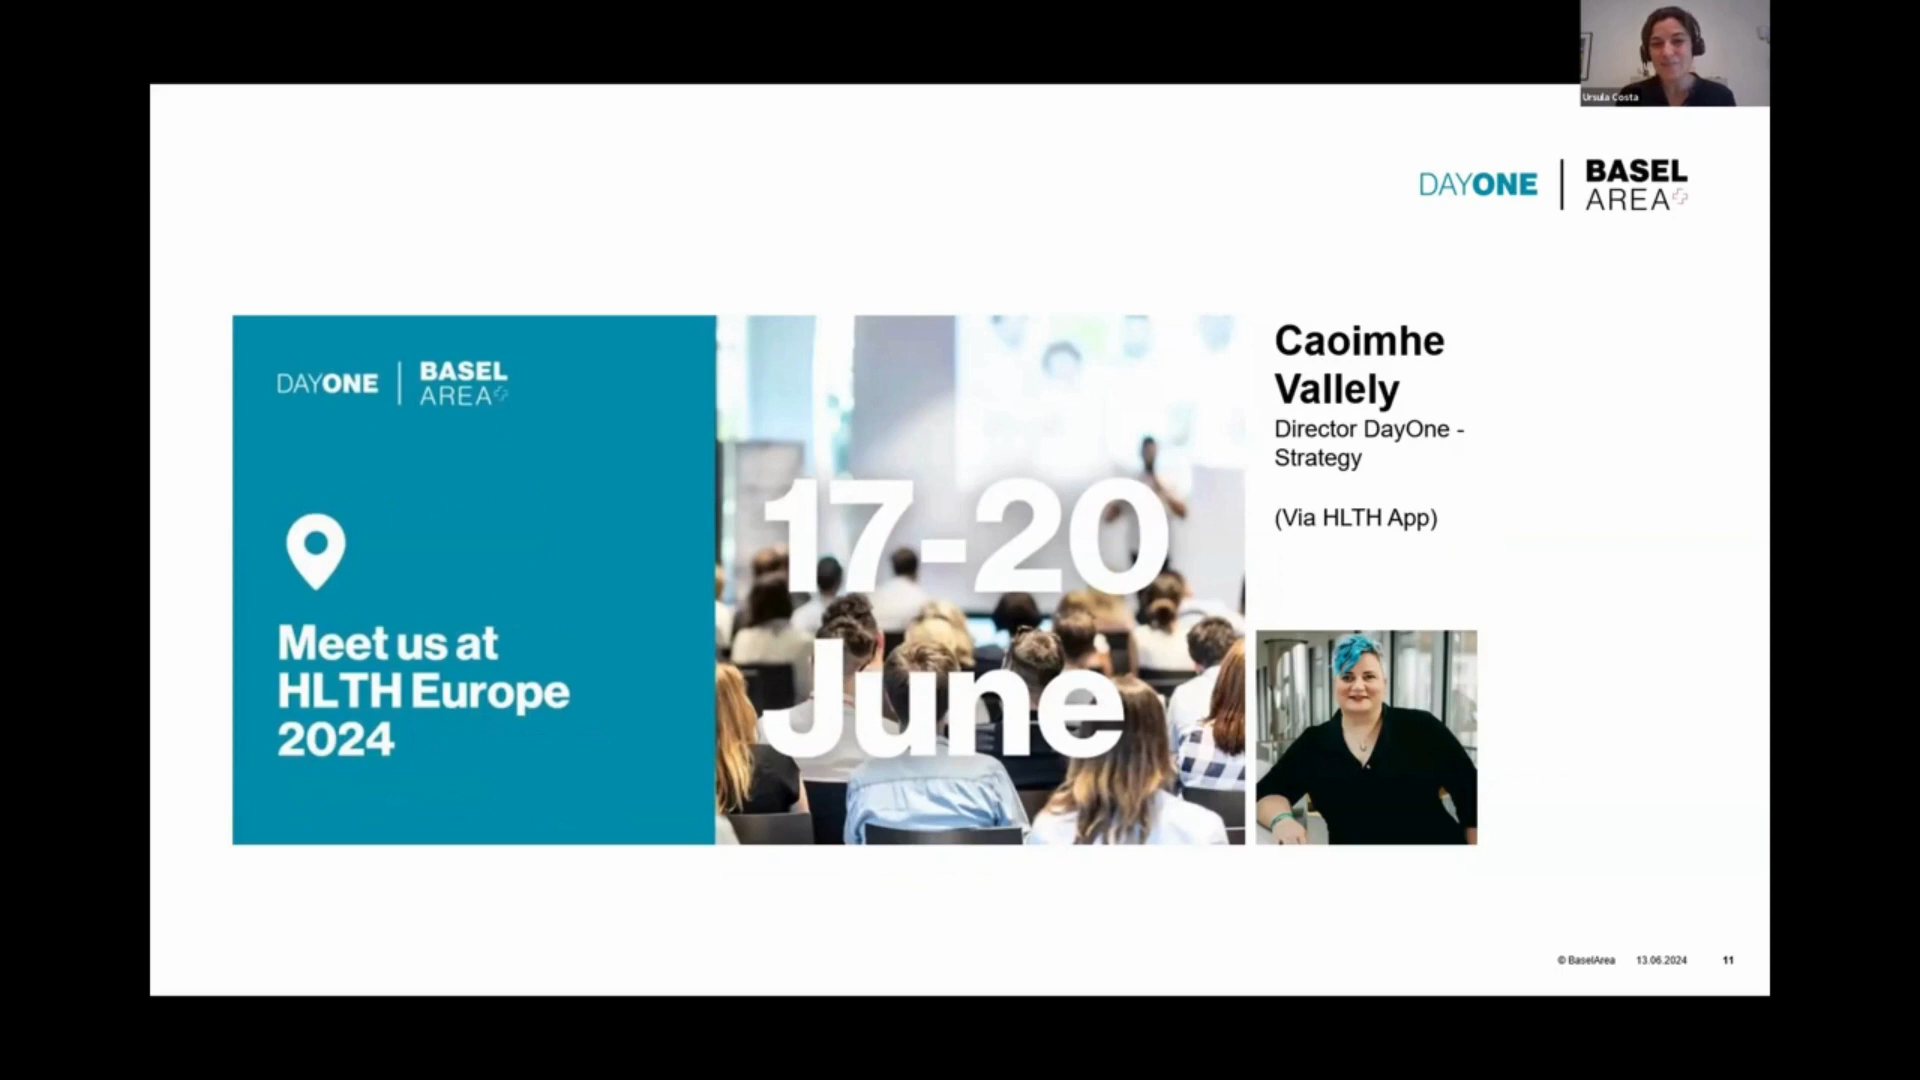 Ursula Costa
DAYONE | BASEL
AREA
DAYONE | BASEL
AREA
Meet us at
HLTH Europe
2024
17-20
June
Caoimhe
Vallely
Director DayOne -
Strategy
(Via HLTH App)
© BaselArea 13.06.2024 11